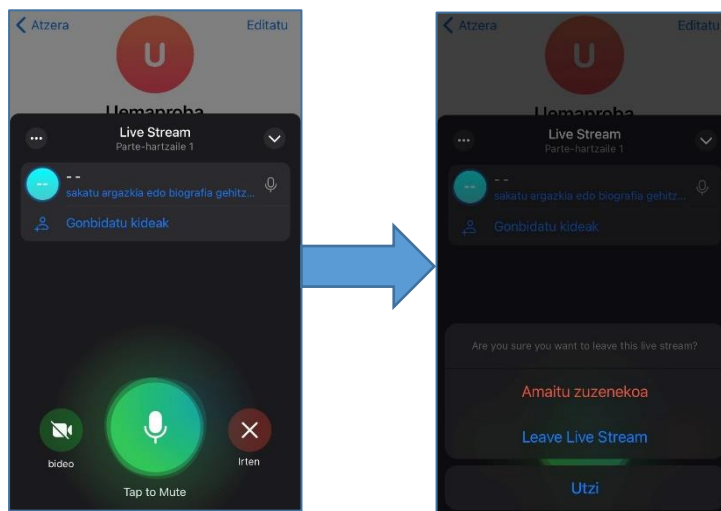 Atzera
Editatu
U
Uemaproba
Live Stream
Parte-hartzaile 1
--
- -
sakatu argazkia edo biografia gehitz...
Gonbidatu kideak
bideo
Irten
Tap to Mute
Atzera
Editatu
U
Uemaproba
Live Stream
Parte-hartzaile 1
--
- -
sakatu argazkia edo biografia gehitz...
Gonbidatu kideak
Are you sure you want to leave this live stream?
Amaitu zuzenekoa
Leave Live Stream
Utzi